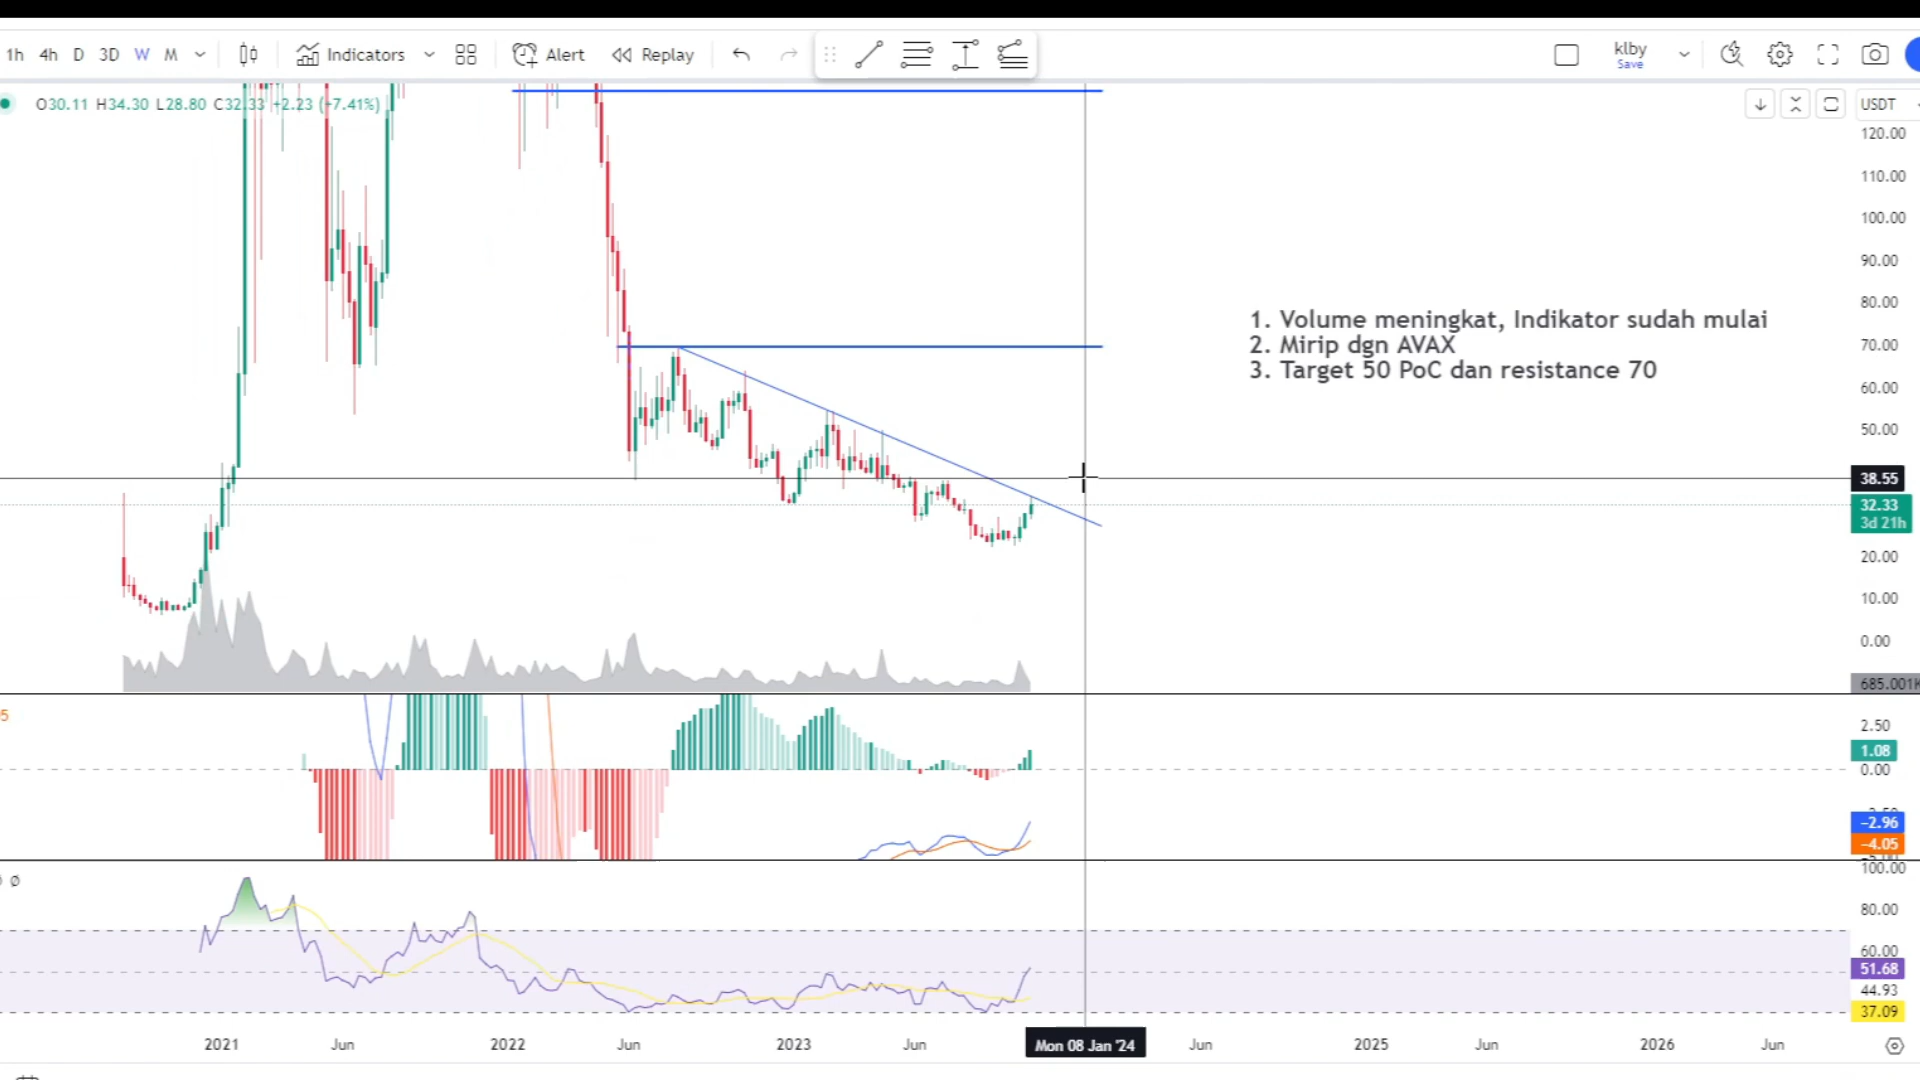 1h 4h D 3D W M Indicators Alert Replay klby
Save
O30.11 H34.30 L28.80 C32.33 +2.23 (+7.41%)
USDT
120.00
110.00
100.00
90.00
80.00
1. Volume meningkat, Indikator sudah mulai
2. Mirip dgn AVAX
3. Target 50 PoC dan resistance 70
70.00
60.00
50.00
38.55
32.33
3d 21h
20.00
10.00
0.00
685.001K
5
2.50
1.08
0.00
-2.96
-4.05
100.00
Ø
80.00
60.00
51.68
44.93
37.09
2021 Jun 2022 Jun 2023 Jun Mon 08 Jan '24 Jun 2025 Jun 2026 Jun